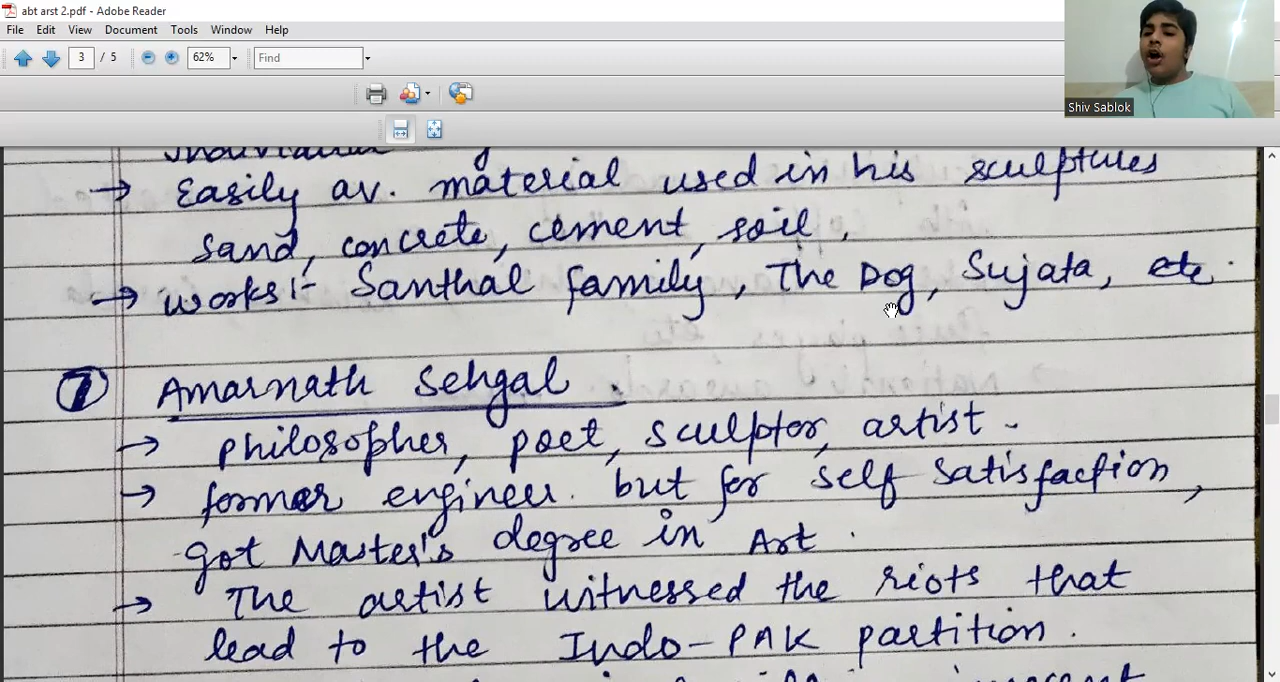 abt arst 2.pdf - Adobe Reader
File Edit View Document Tools Window Help
3 / 5 62% Find
Shiv Sablok
→ Easily av. material used in his sculptures
sand, concrete, cement, soil.
→ works:- Santhal family, The Dog, Sujata, etc.
7 Amarnath Sehgal.
→ philosopher, poet, sculptor, artist.
→ former engineer. but for self satisfaction,
got Master's degree in Art.
→ The artist witnessed the riots that
lead to the Indo-PAK partition.